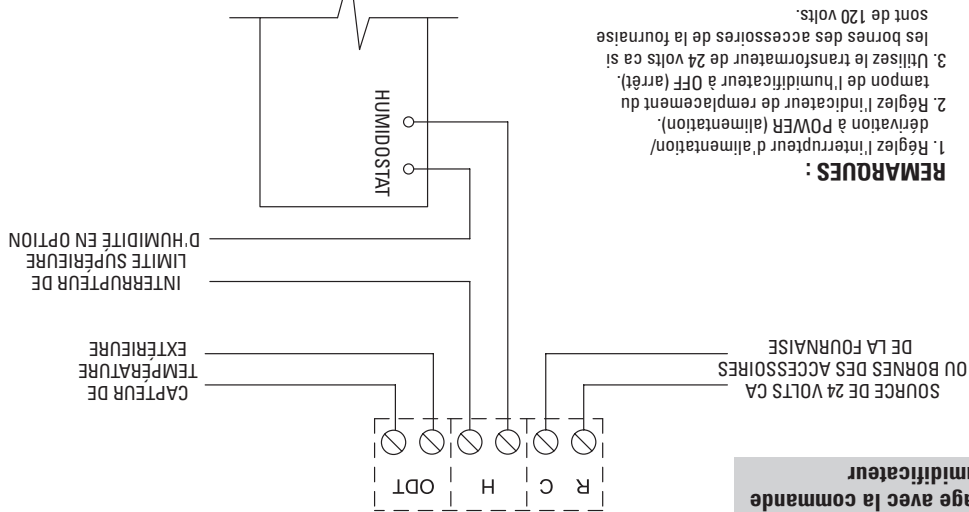 age avec la commande
umidificateur
R C H ODT
SOURCE DE 24 VOLTS CA
OU BORNES DES ACCESSOIRES
DE LA FOURNAISE
CAPTEUR DE
TEMPÉRATURE
EXTÉRIEURE
INTERRUPTEUR DE
LIMITE SUPÉRIEURE
D'HUMIDITÉ EN OPTION
HUMIDOSTAT
REMARQUES :
1. Réglez l'interrupteur d'alimentation/
dérivation à POWER (alimentation).
2. Réglez l'indicateur de remplacement du
tampon de l'humidificateur à OFF (arrêt).
3. Utilisez le transformateur de 24 volts ca si
les bornes des accessoires de la fournaise
sont de 120 volts.